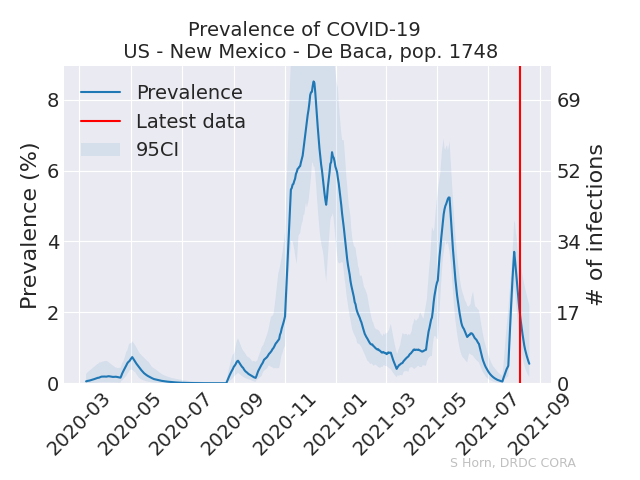 Prevalence of COVID-19
US - New Mexico - De Baca, pop. 1748
Prevalence
Latest data
95CI
Prevalence (%)
8
6
4
2
0
69
52
34
17
0
# of infections
2020-03
2020-05
2020-07
2020-09
2020-11
2021-01
2021-03
2021-05
2021-07
2021-09
S Horn, DRDC CORA